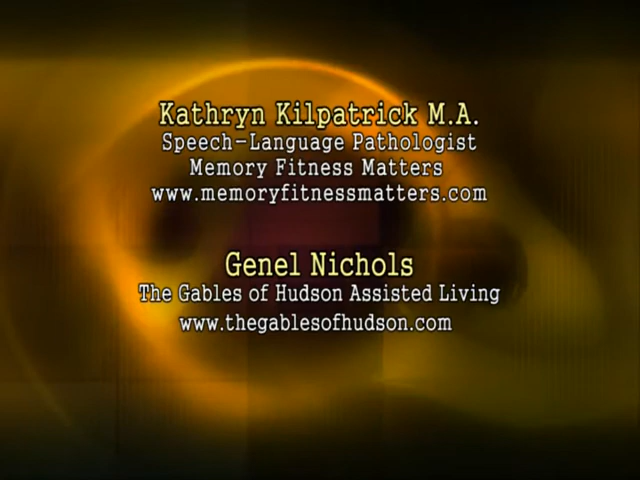 Kathryn Kilpatrick M.A.
Speech-Language Pathologist
Memory Fitness Matters
www.memoryfitnessmatters.com
Genel Nichols
The Gables of Hudson Assisted Living
www.thegablesofhudson.com